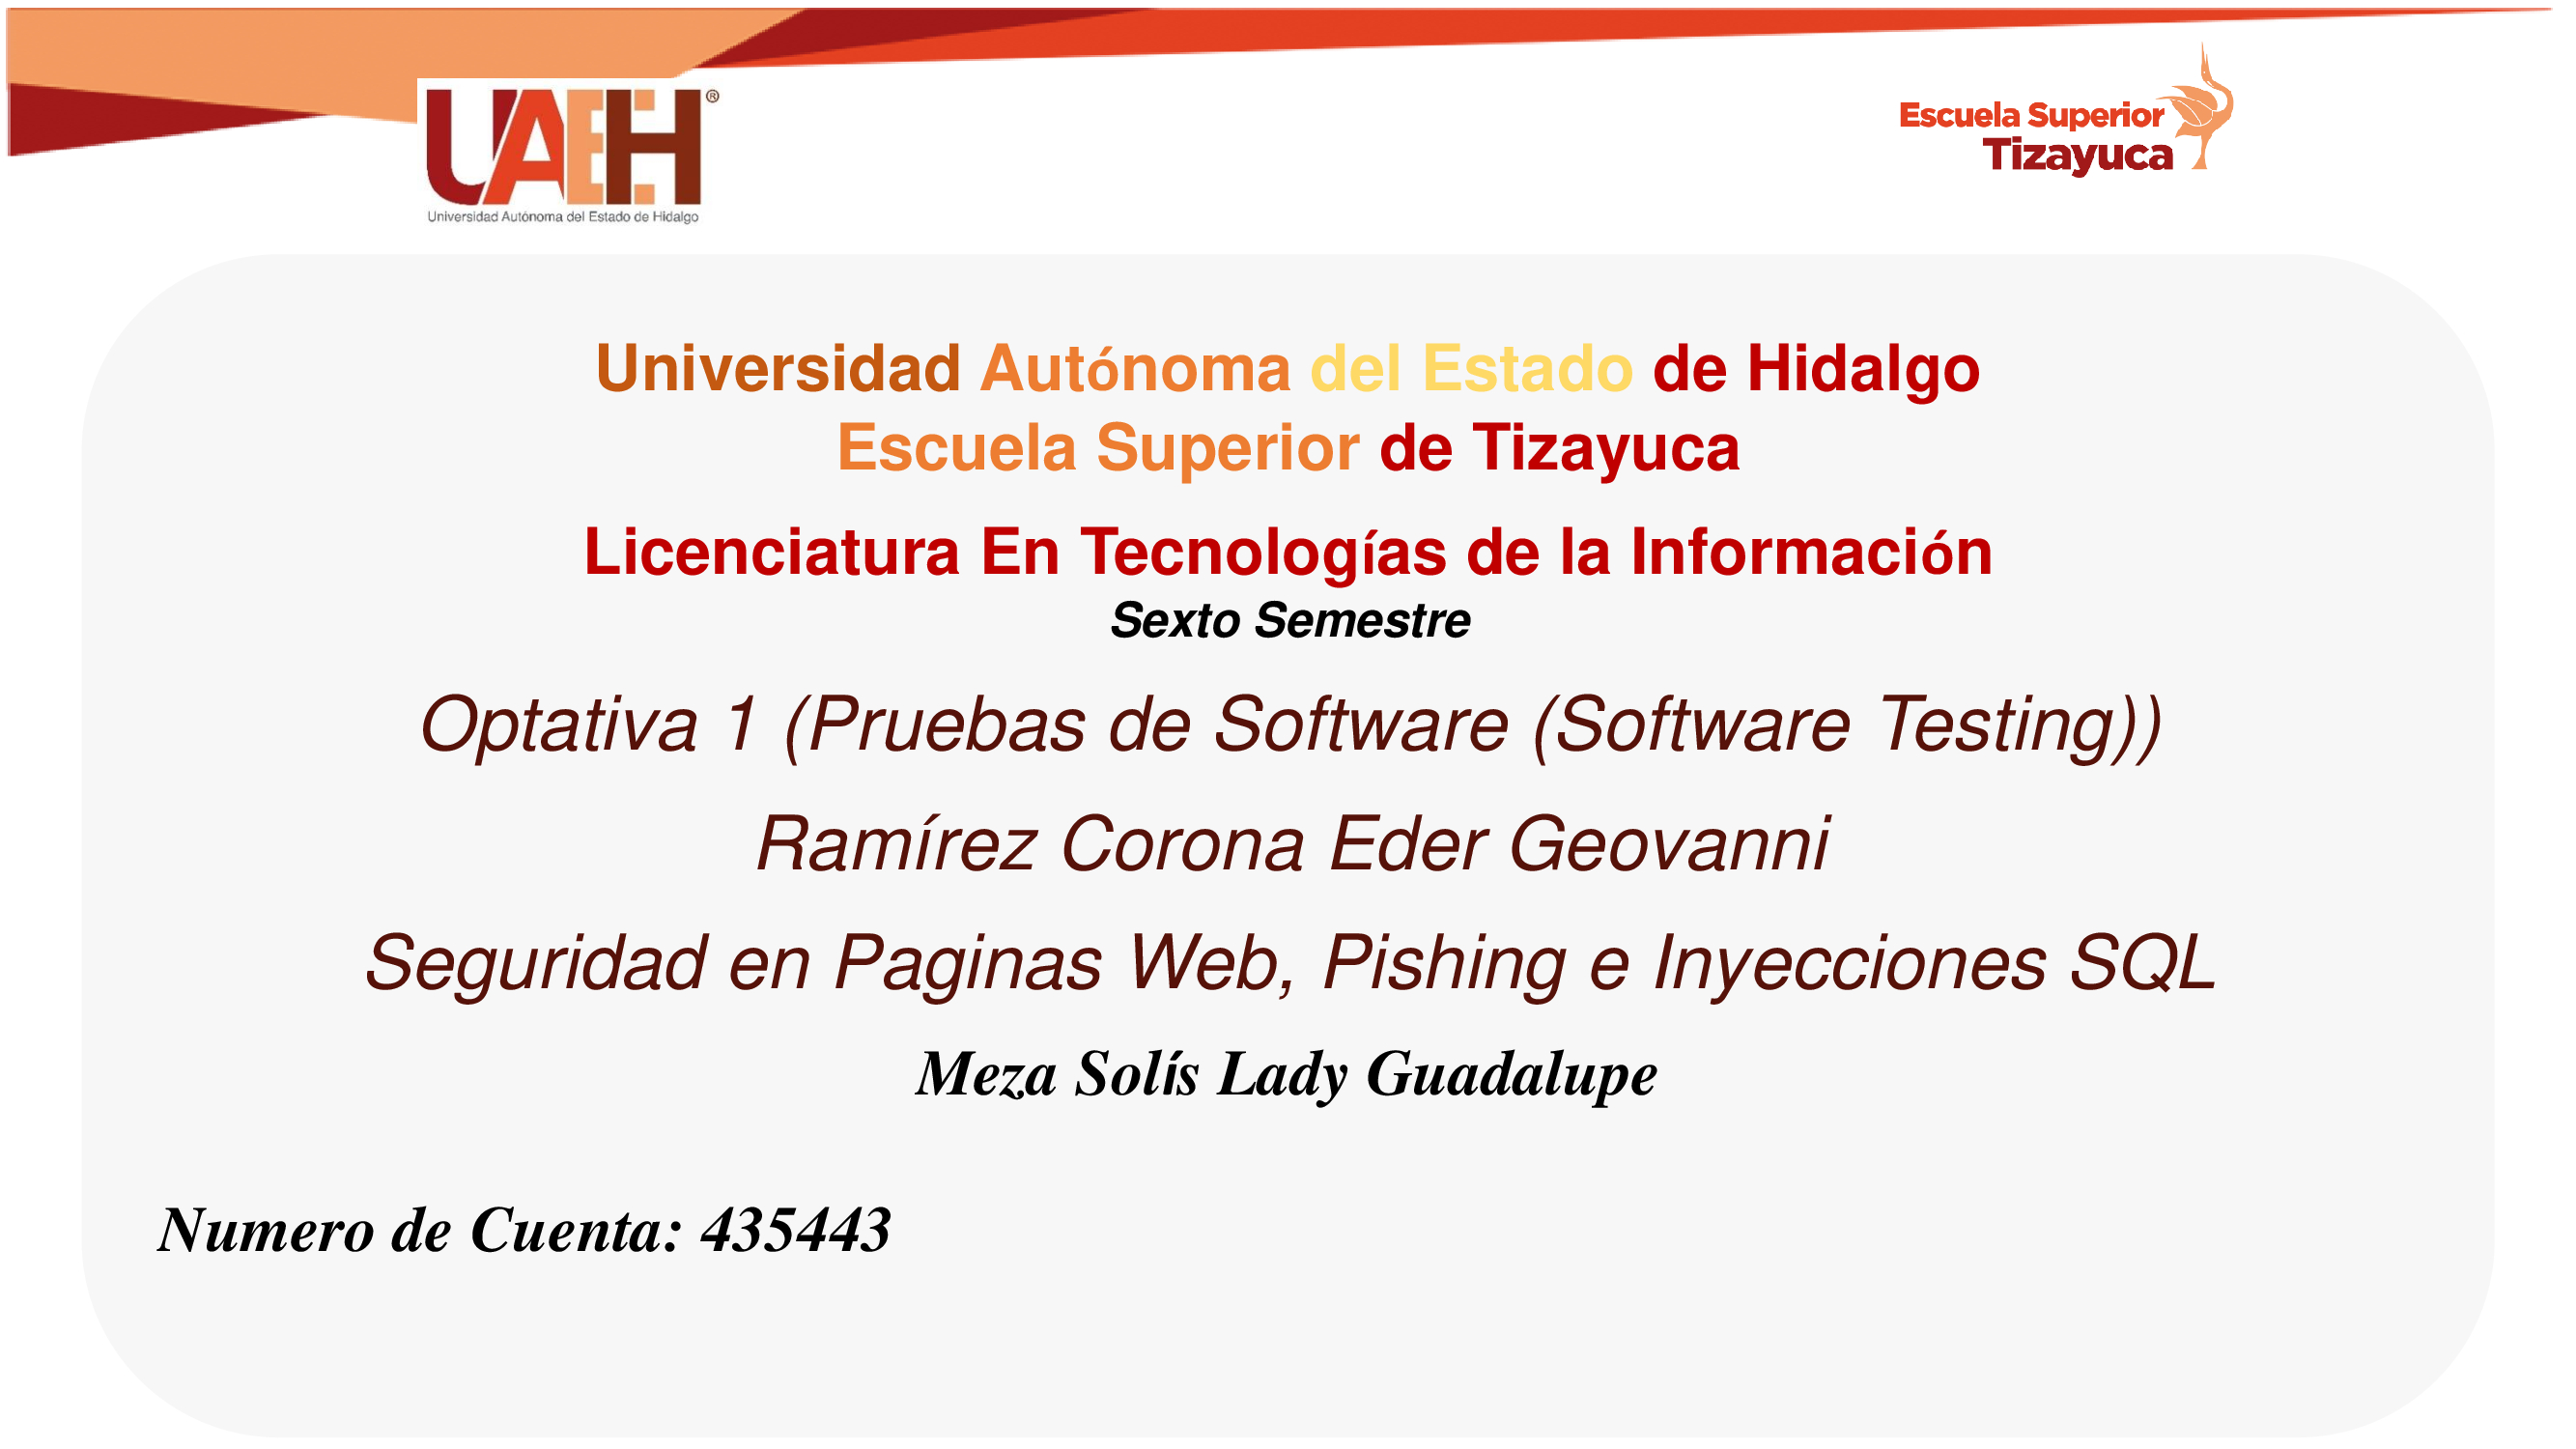 UAEH®
Universidad Autónoma del Estado de Hidalgo
Escuela Superior
Tizayuca
Universidad Autónoma del Estado de Hidalgo
Escuela Superior de Tizayuca
Licenciatura En Tecnologías de la Información
Sexto Semestre
Optativa 1 (Pruebas de Software (Software Testing))
Ramírez Corona Eder Geovanni
Seguridad en Paginas Web, Pishing e Inyecciones SQL
Meza Solís Lady Guadalupe
Numero de Cuenta: 435443